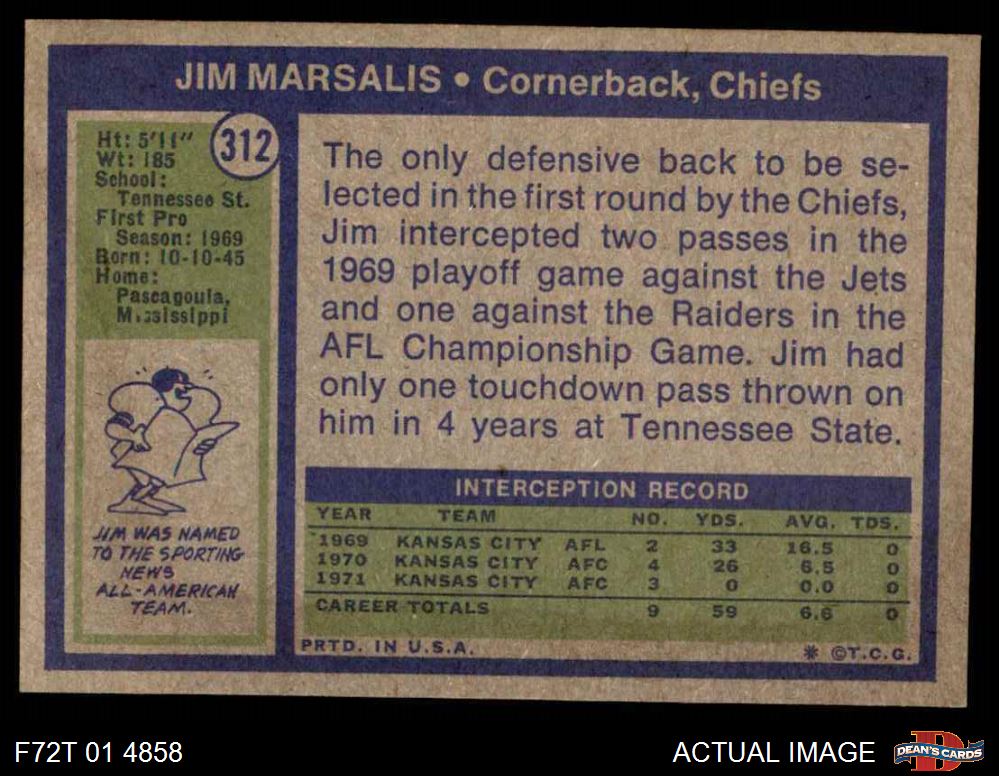 JIM MARSALIS • Cornerback, Chiefs
312
Ht: 5'11"
Wt: 185
School:
Tennessee St.
First Pro
Season: 1969
Born: 10-10-45
Home:
Pascagoula,
Mississippi
The only defensive back to be se-
lected in the first round by the Chiefs,
Jim intercepted two passes in the
1969 playoff game against the Jets
and one against the Raiders in the
AFL Championship Game. Jim had
only one touchdown pass thrown on
him in 4 years at Tennessee State.
JIM WAS NAMED
TO THE SPORTING
NEWS
ALL-AMERICAN
TEAM.
INTERCEPTION RECORD
YEAR TEAM NO. YDS. AVG. TDS.
1969 KANSAS CITY AFL 2 33 16.5 0
1970 KANSAS CITY AFC 4 26 6.5 0
1971 KANSAS CITY AFC 3 0 0.0 0
CAREER TOTALS 9 59 6.6 0
PRTD. IN U.S.A. * ©T.C.G.
F72T 01 4858 ACTUAL IMAGE DEAN'S CARDS